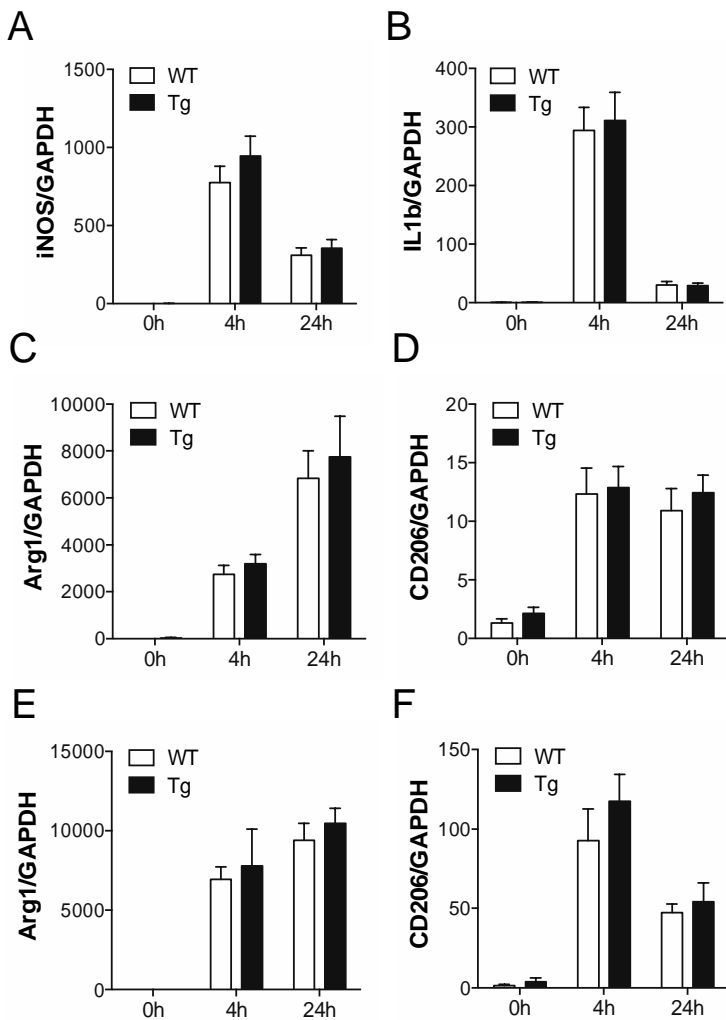 A
iNOS/GAPDH
1500
1000
500
0
WT
Tg
0h 4h 24h
B
IL1b/GAPDH
400
300
200
100
0
WT
Tg
0h 4h 24h
C
Arg1/GAPDH
10000
8000
6000
4000
2000
0
WT
Tg
0h 4h 24h
D
CD206/GAPDH
20
15
10
5
0
WT
Tg
0h 4h 24h
E
Arg1/GAPDH
15000
10000
5000
0
WT
Tg
0h 4h 24h
F
CD206/GAPDH
150
100
50
0
WT
Tg
0h 4h 24h